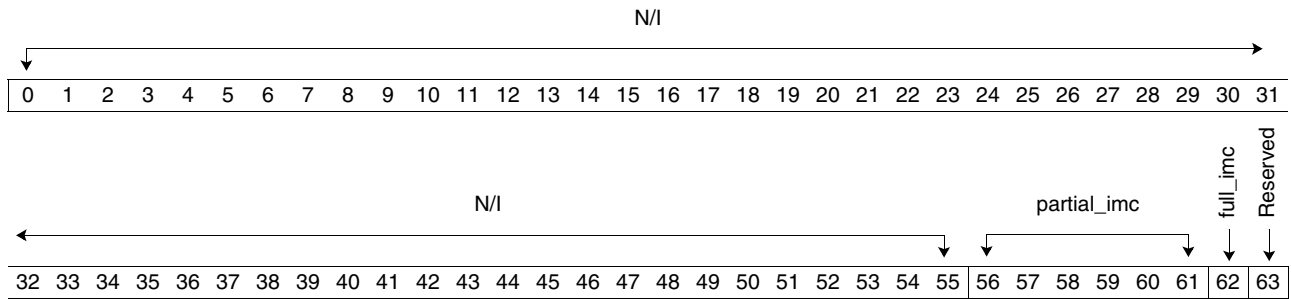 N/I
0 1 2 3 4 5 6 7 8 9 10 11 12 13 14 15 16 17 18 19 20 21 22 23 24 25 26 27 28 29 30 31
N/I partial_imc full_imc Reserved
32 33 34 35 36 37 38 39 40 41 42 43 44 45 46 47 48 49 50 51 52 53 54 55 56 57 58 59 60 61 62 63